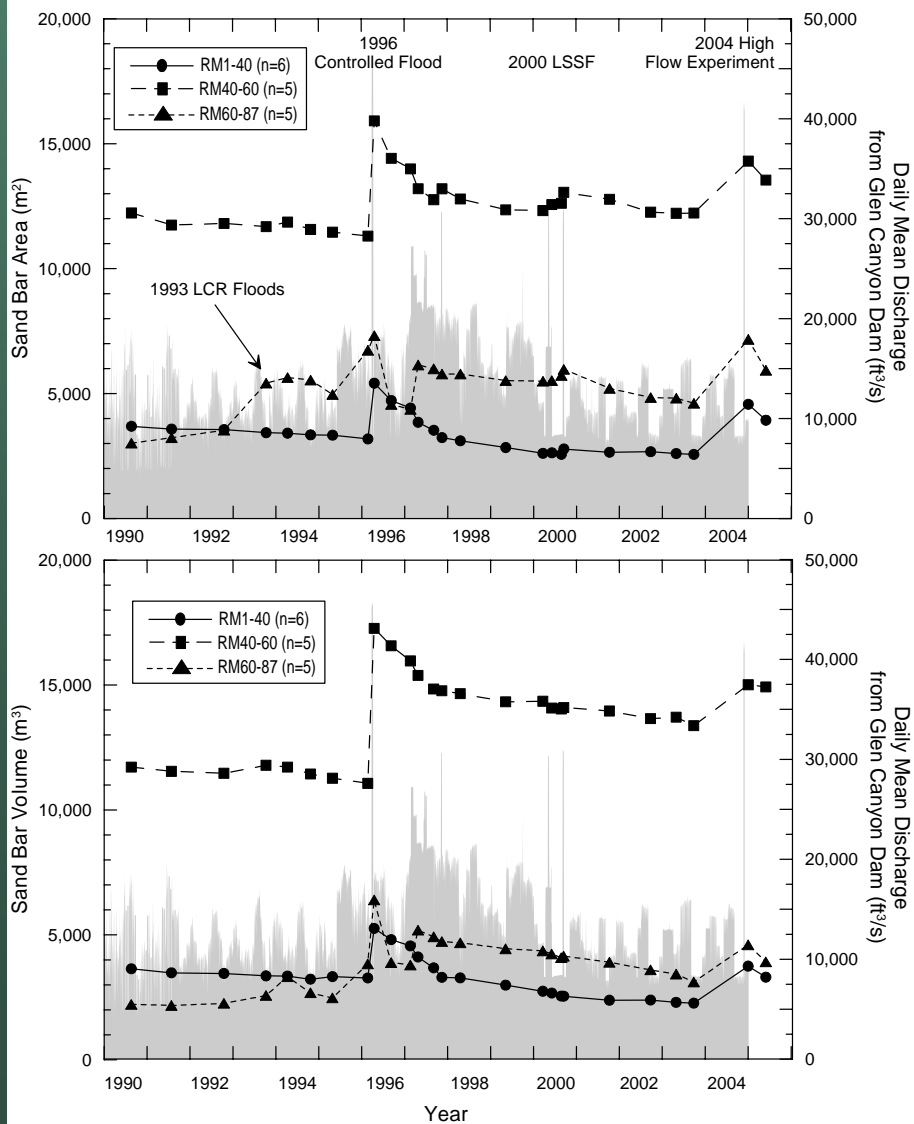 20,000
15,000
10,000
5,000
0
Sand Bar Area (m²)
RM1-40 (n=6)
RM40-60 (n=5)
RM60-87 (n=5)
1996
Controlled Flood
2000 LSSF
2004 High
Flow Experiment
1993 LCR Floods
50,000
40,000
30,000
20,000
10,000
0
Daily Mean Discharge
from Glen Canyon Dam (ft³/s)
1990 1992 1994 1996 1998 2000 2002 2004
20,000
15,000
10,000
5,000
0
Sand Bar Volume (m³)
RM1-40 (n=6)
RM40-60 (n=5)
RM60-87 (n=5)
50,000
40,000
30,000
20,000
10,000
0
Daily Mean Discharge
from Glen Canyon Dam (ft³/s)
1990 1992 1994 1996 1998 2000 2002 2004
Year